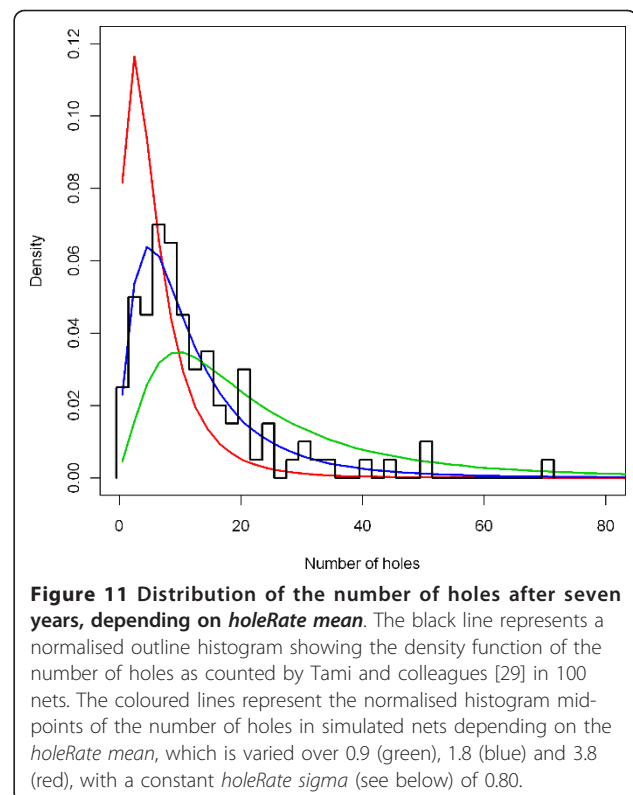 0.12
0.10
0.08
0.06
0.04
0.02
0.00
Density
0
20
40
60
80
Number of holes
Figure 11 Distribution of the number of holes after seven
years, depending on holeRate mean. The black line represents a
normalised outline histogram showing the density function of the
number of holes as counted by Tami and colleagues [29] in 100
nets. The coloured lines represent the normalised histogram mid-
points of the number of holes in simulated nets depending on the
holeRate mean, which is varied over 0.9 (green), 1.8 (blue) and 3.8
(red), with a constant holeRate sigma (see below) of 0.80.